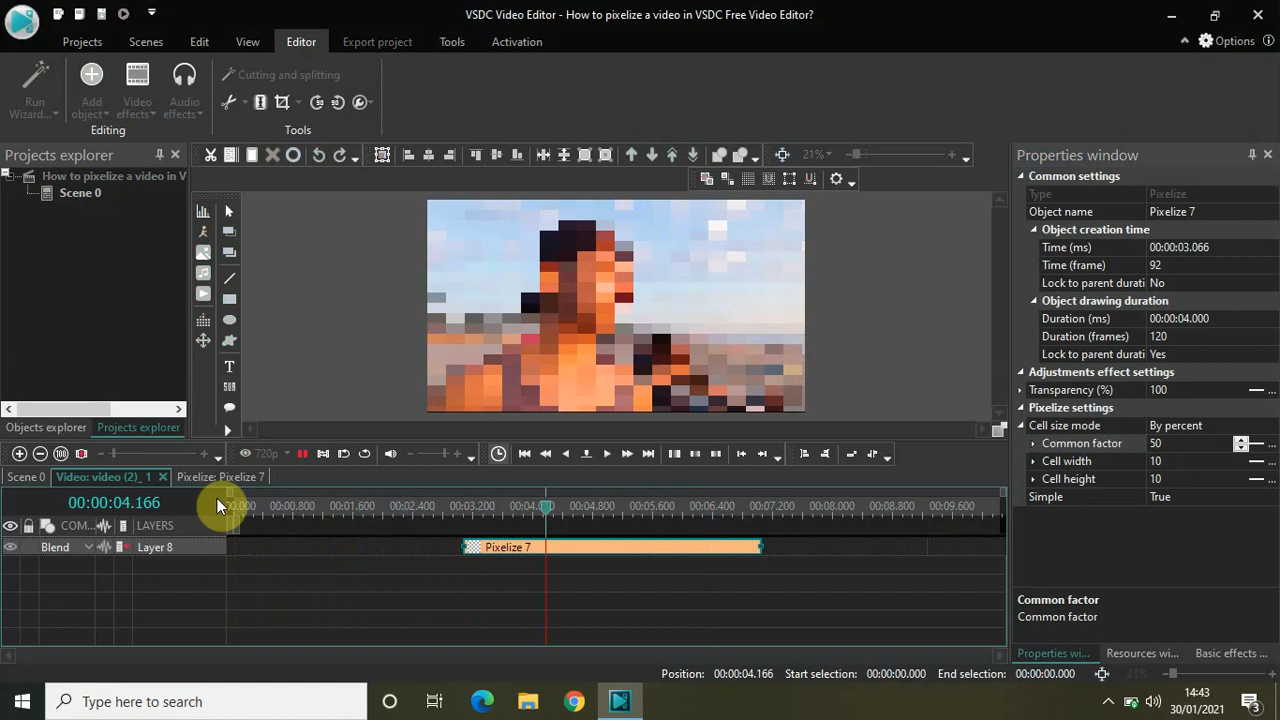 VSDC Video Editor - How to pixelize a video in VSDC Free Video Editor?
Projects
Scenes
Edit
View
Editor
Export project
Tools
Activation
Options
Run
Wizard...
Add
object
Video
effects
Audio
effects
Editing
Cutting and splitting
Tools
Projects explorer
How to pixelize a video in V
Scene 0
Objects explorer
Projects explorer
21%
T
SUB
Properties window
Common settings
Type Pixelize
Object name Pixelize 7
Object creation time
Time (ms) 00:00:03.066
Time (frame) 92
Lock to parent durati No
Object drawing duration
Duration (ms) 00:00:04.000
Duration (frames) 120
Lock to parent durati Yes
Adjustments effect settings
Transparency (%) 100
Pixelize settings
Cell size mode By percent
Common factor 50
Cell width 10
Cell height 10
Simple True
Common factor
Common factor
Properties wi...
Resources wi...
Basic effects ...
720p
Scene 0
Video: video (2)_ 1
Pixelize: Pixelize 7
00:00:04.166
00:00.800 00:01.600 00:02.400 00:03.200 00:04.800 00:05.600 00:06.400 00:07.200 00:08.000 00:08.800 00:09.600
COM...
LAYERS
Blend
Layer 8
Pixelize 7
Position: 00:00:04.166 Start selection: 00:00:00.000 End selection: 00:00:00.000 21%
Type here to search
14:43
30/01/2021
3